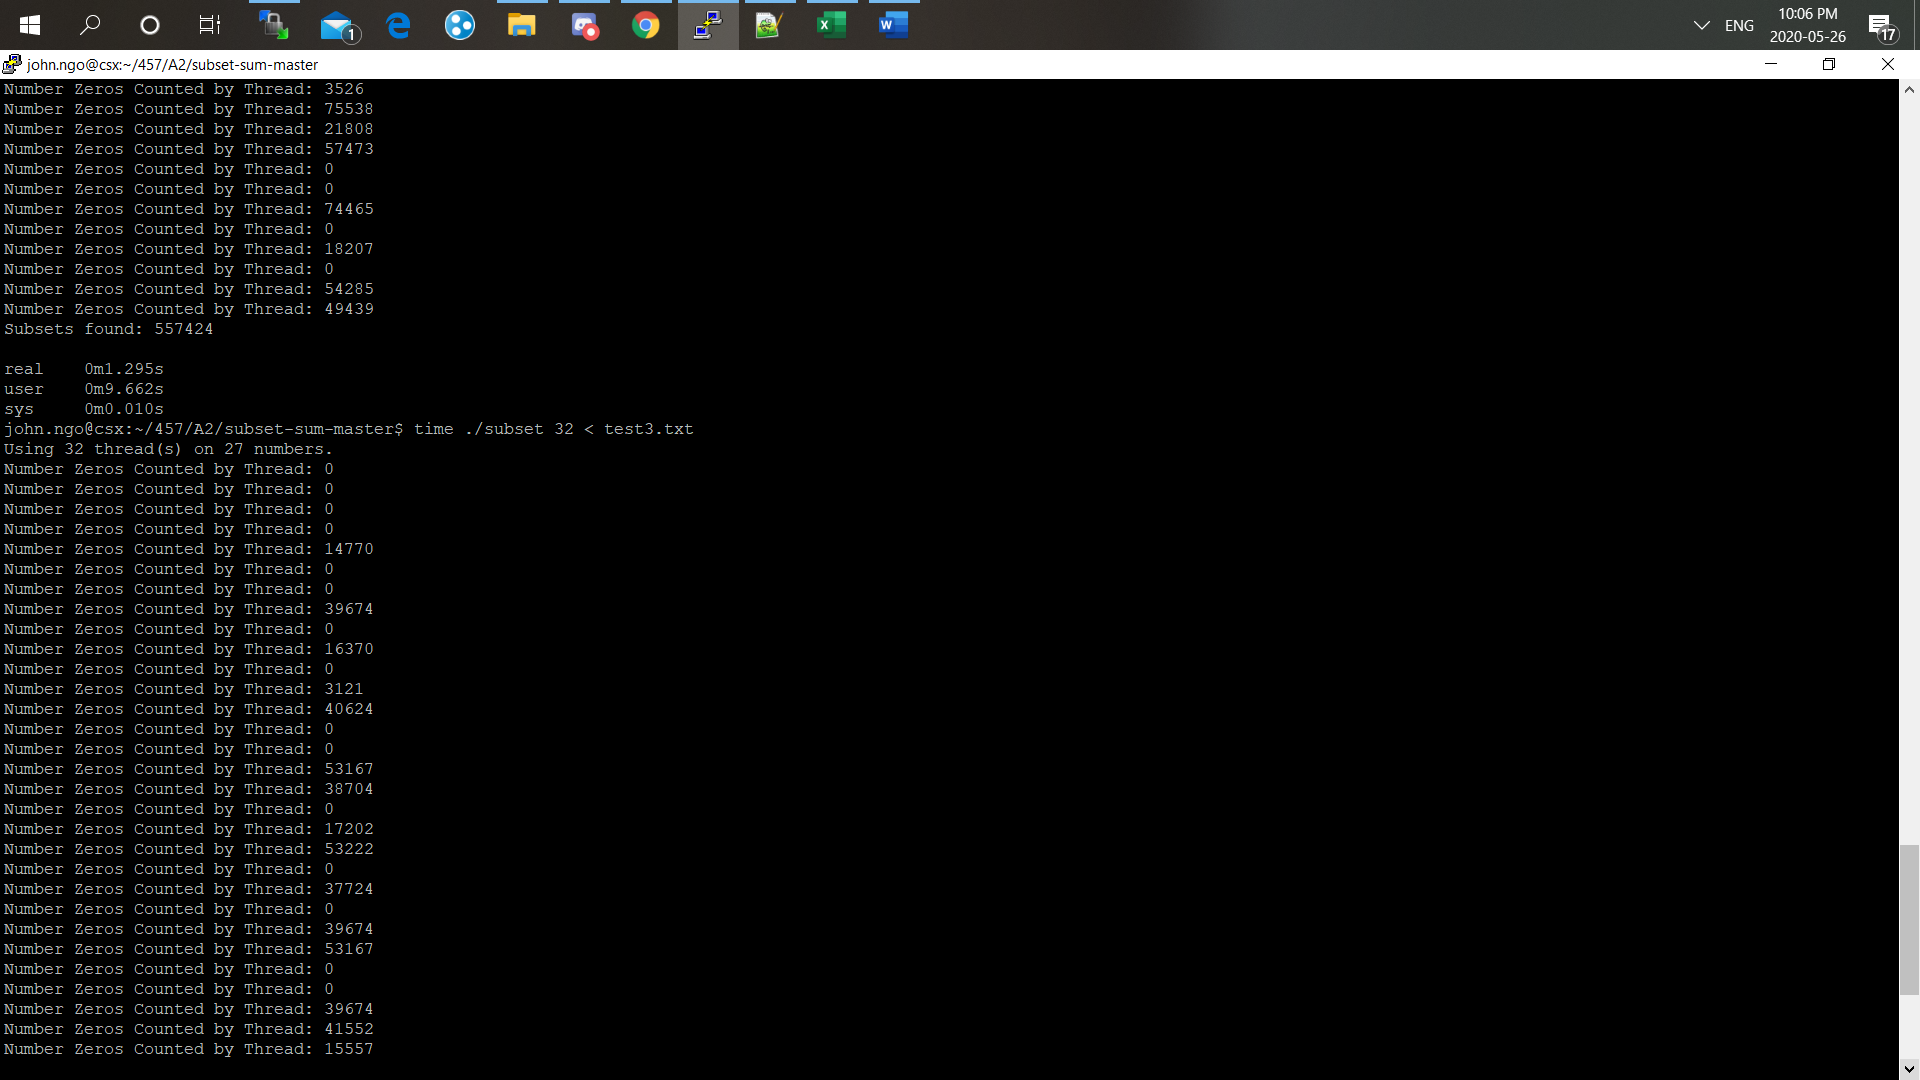 1
ENG
10:06 PM
2020-05-26
17
john.ngo@csx:~/457/A2/subset-sum-master
Number Zeros Counted by Thread: 3526
Number Zeros Counted by Thread: 75538
Number Zeros Counted by Thread: 21808
Number Zeros Counted by Thread: 57473
Number Zeros Counted by Thread: 0
Number Zeros Counted by Thread: 0
Number Zeros Counted by Thread: 74465
Number Zeros Counted by Thread: 0
Number Zeros Counted by Thread: 18207
Number Zeros Counted by Thread: 0
Number Zeros Counted by Thread: 54285
Number Zeros Counted by Thread: 49439
Subsets found: 557424
real 0m1.295s
user 0m9.662s
sys 0m0.010s
john.ngo@csx:~/457/A2/subset-sum-master$ time ./subset 32 < test3.txt
Using 32 thread(s) on 27 numbers.
Number Zeros Counted by Thread: 0
Number Zeros Counted by Thread: 0
Number Zeros Counted by Thread: 0
Number Zeros Counted by Thread: 0
Number Zeros Counted by Thread: 14770
Number Zeros Counted by Thread: 0
Number Zeros Counted by Thread: 0
Number Zeros Counted by Thread: 39674
Number Zeros Counted by Thread: 0
Number Zeros Counted by Thread: 16370
Number Zeros Counted by Thread: 0
Number Zeros Counted by Thread: 3121
Number Zeros Counted by Thread: 40624
Number Zeros Counted by Thread: 0
Number Zeros Counted by Thread: 0
Number Zeros Counted by Thread: 53167
Number Zeros Counted by Thread: 38704
Number Zeros Counted by Thread: 0
Number Zeros Counted by Thread: 17202
Number Zeros Counted by Thread: 53222
Number Zeros Counted by Thread: 0
Number Zeros Counted by Thread: 37724
Number Zeros Counted by Thread: 0
Number Zeros Counted by Thread: 39674
Number Zeros Counted by Thread: 53167
Number Zeros Counted by Thread: 0
Number Zeros Counted by Thread: 0
Number Zeros Counted by Thread: 39674
Number Zeros Counted by Thread: 41552
Number Zeros Counted by Thread: 15557